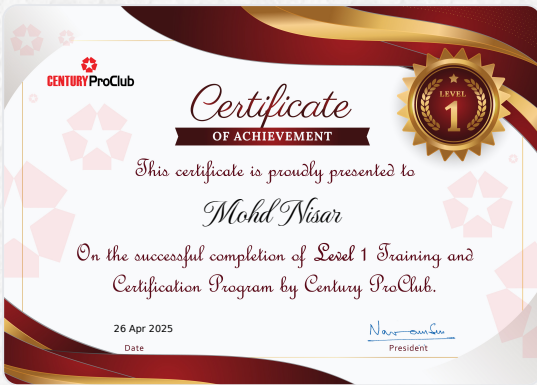 CENTURY ProClub
Certificate
OF ACHIEVEMENT
LEVEL
1
This certificate is proudly presented to
Mohd Nisar
On the successful completion of Level 1 Training and
Certification Program by Century ProClub.
26 Apr 2025
Date
President